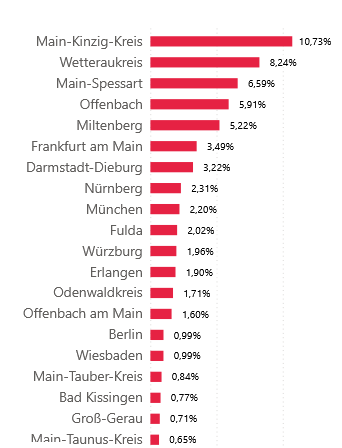 Main-Kinzig-Kreis 10,73%
Wetteraukreis 8,24%
Main-Spessart 6,59%
Offenbach 5,91%
Miltenberg 5,22%
Frankfurt am Main 3,49%
Darmstadt-Dieburg 3,22%
Nürnberg 2,31%
München 2,20%
Fulda 2,02%
Würzburg 1,96%
Erlangen 1,90%
Odenwaldkreis 1,71%
Offenbach am Main 1,60%
Berlin 0,99%
Wiesbaden 0,99%
Main-Tauber-Kreis 0,84%
Bad Kissingen 0,77%
Groß-Gerau 0,71%
Main-Taunus-Kreis 0,65%